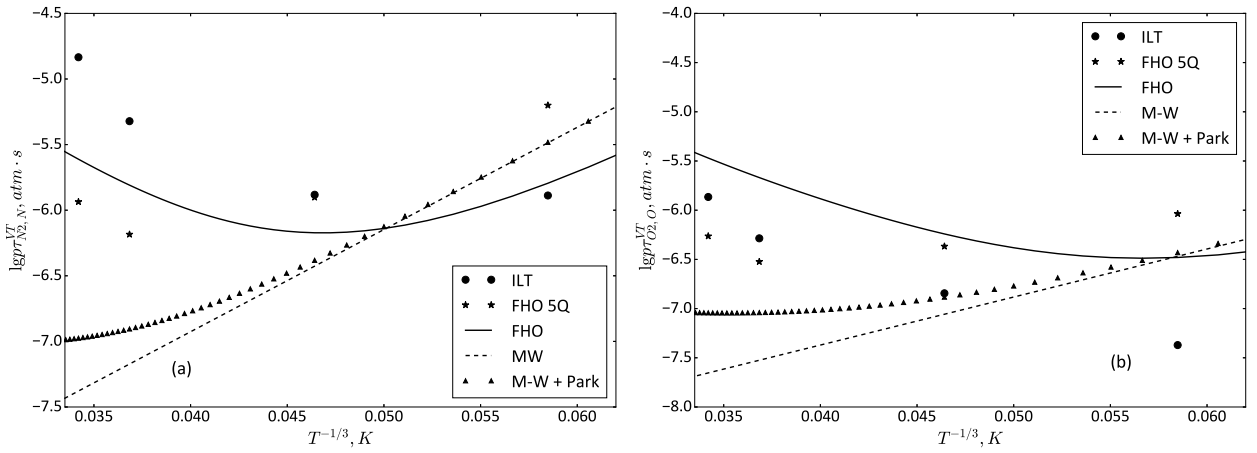 −4.5
−5.0
−5.5
−6.0
−6.5
−7.0
−7.5
lgpτ^{VT}_{N2,N}, atm · s
0.035 0.040 0.045 0.050 0.055 0.060
T^{−1/3}, K
(a)
ILT
FHO 5Q
FHO
MW
M-W + Park
−4.0
−4.5
−5.0
−5.5
−6.0
−6.5
−7.0
−7.5
−8.0
lgpτ^{VT}_{O2,O}, atm · s
0.035 0.040 0.045 0.050 0.055 0.060
T^{−1/3}, K
(b)
ILT
FHO 5Q
FHO
M-W
M-W + Park